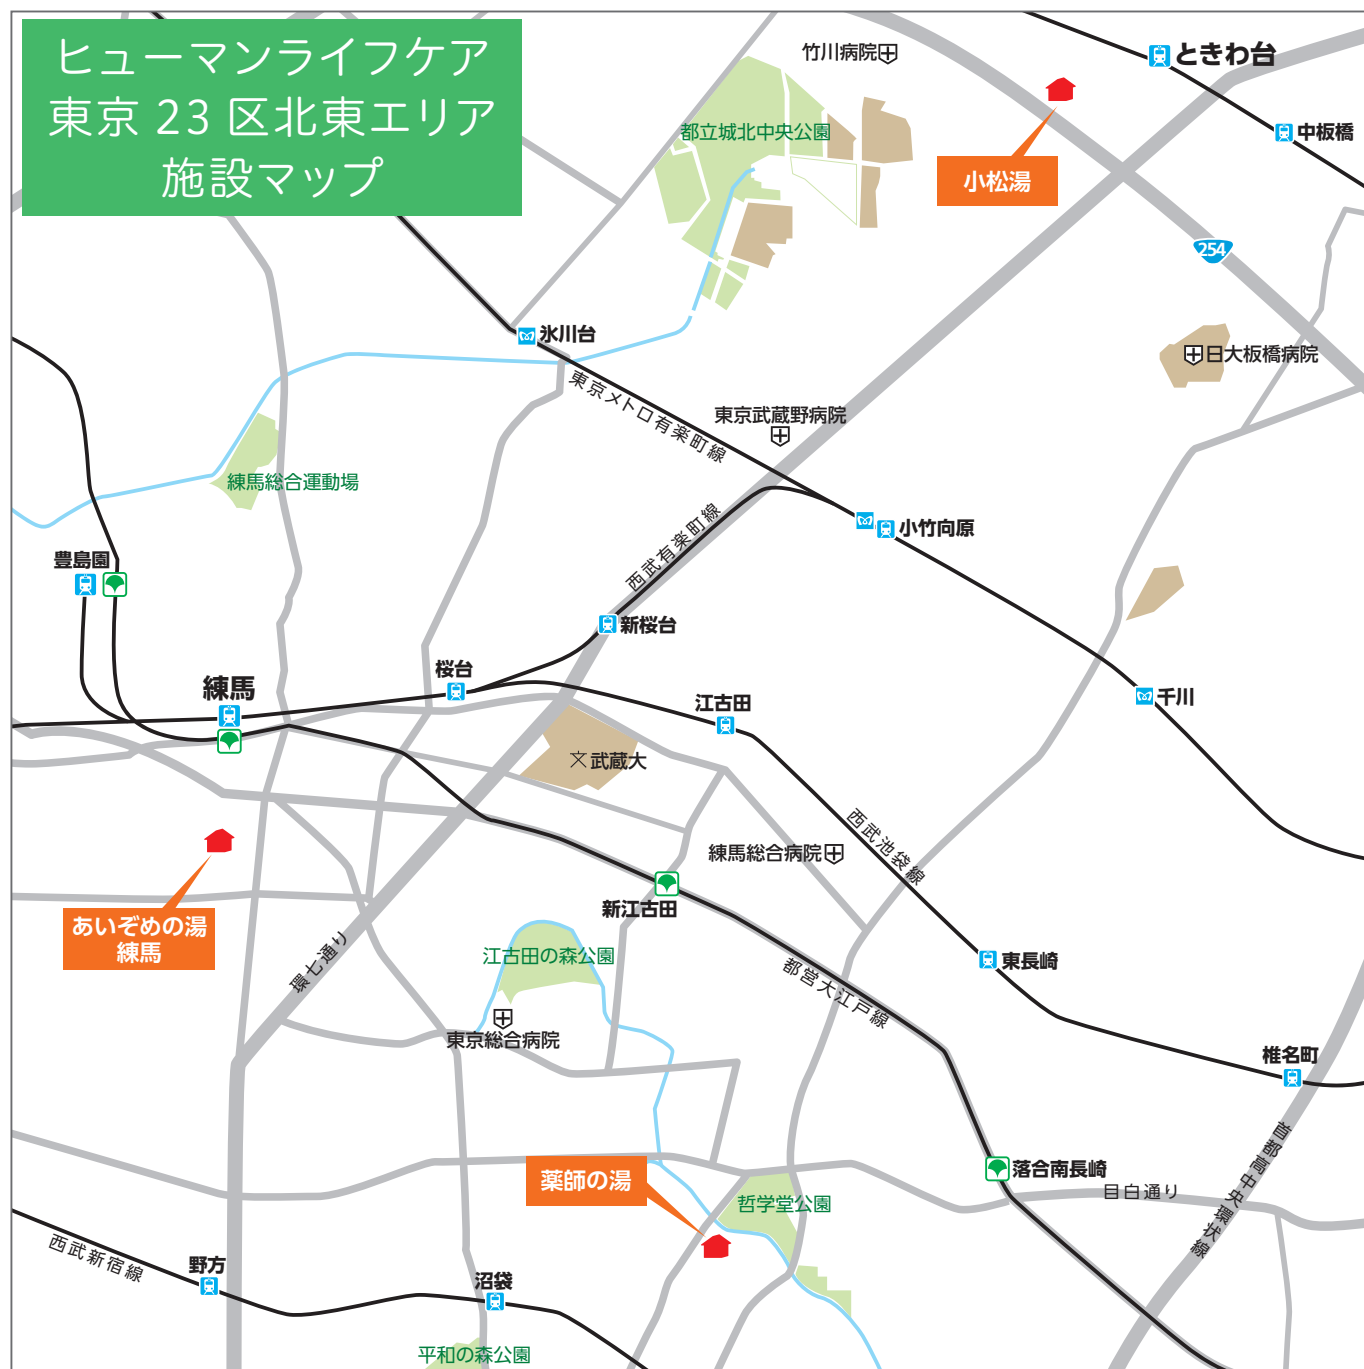 ヒューマンライフケア
東京 23 区北東エリア
施設マップ
竹川病院
ときわ台
中板橋
都立城北中央公園
小松湯
254
氷川台
日大板橋病院
東京メトロ有楽町線
東京武蔵野病院
練馬総合運動場
西武有楽町線
小竹向原
豊島園
新桜台
桜台
練馬
江古田
千川
武蔵大
西武池袋線
練馬総合病院
新江古田
あいぞめの湯
練馬
環七通り
江古田の森公園
都営大江戸線
東長崎
東京総合病院
椎名町
首都高中央環状線
薬師の湯
落合南長崎
目白通り
哲学堂公園
西武新宿線
野方
沼袋
平和の森公園